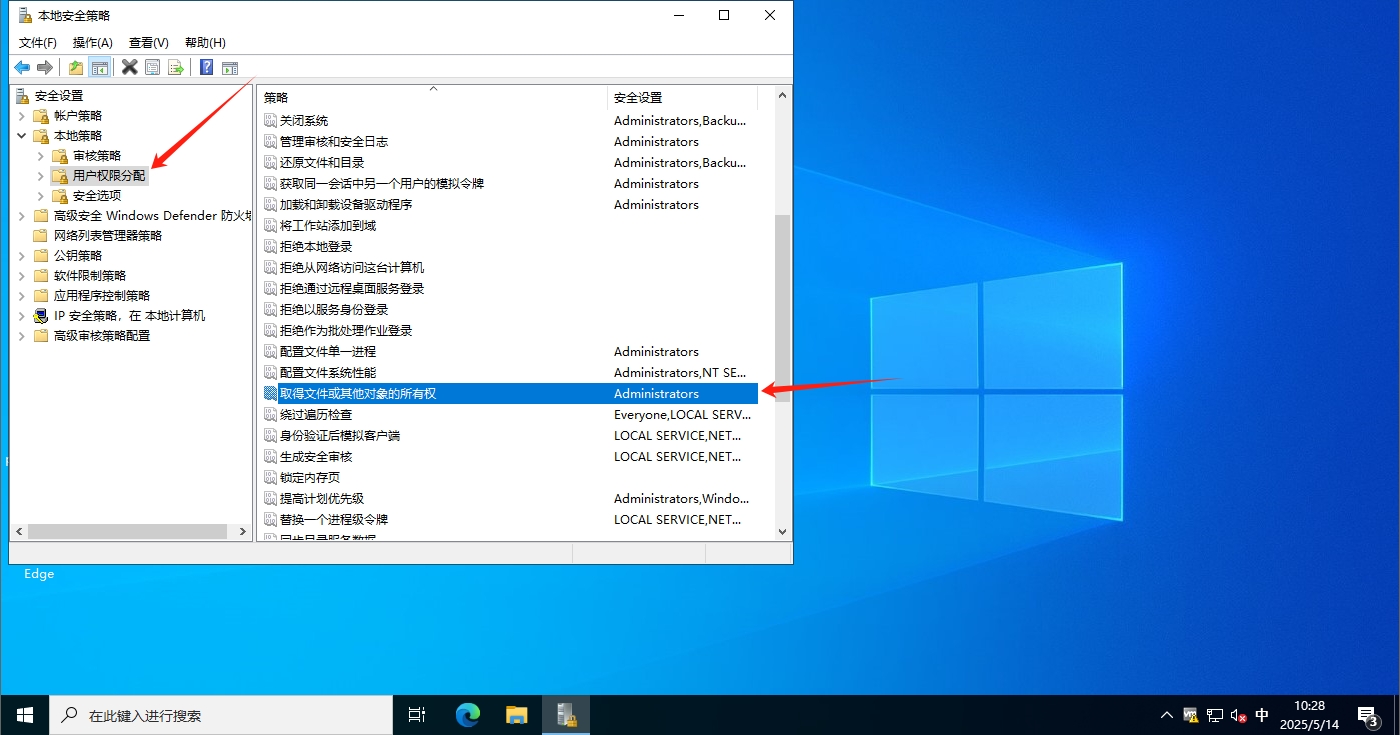 本地安全策略
文件(F) 操作(A) 查看(V) 帮助(H)
安全设置
帐户策略
本地策略
审核策略
用户权限分配
安全选项
高级安全 Windows Defender 防火
网络列表管理器策略
公钥策略
软件限制策略
应用程序控制策略
IP 安全策略，在 本地计算机
高级审核策略配置
策略 安全设置
关闭系统 Administrators,Backu...
管理审核和安全日志 Administrators
还原文件和目录 Administrators,Backu...
获取同一会话中另一个用户的模拟令牌 Administrators
加载和卸载设备驱动程序 Administrators
将工作站添加到域
拒绝本地登录
拒绝从网络访问这台计算机
拒绝通过远程桌面服务登录
拒绝以服务身份登录
拒绝作为批处理作业登录
配置文件单一进程 Administrators
配置文件系统性能 Administrators,NT SE...
取得文件或其他对象的所有权 Administrators
绕过遍历检查 Everyone,LOCAL SERV...
身份验证后模拟客户端 LOCAL SERVICE,NET...
生成安全审核 LOCAL SERVICE,NET...
锁定内存页
提高计划优先级 Administrators,Windo...
替换一个进程级令牌 LOCAL SERVICE,NET...
同步目录服务数据
Edge
在此键入进行搜索
中
10:28
2025/5/14
3